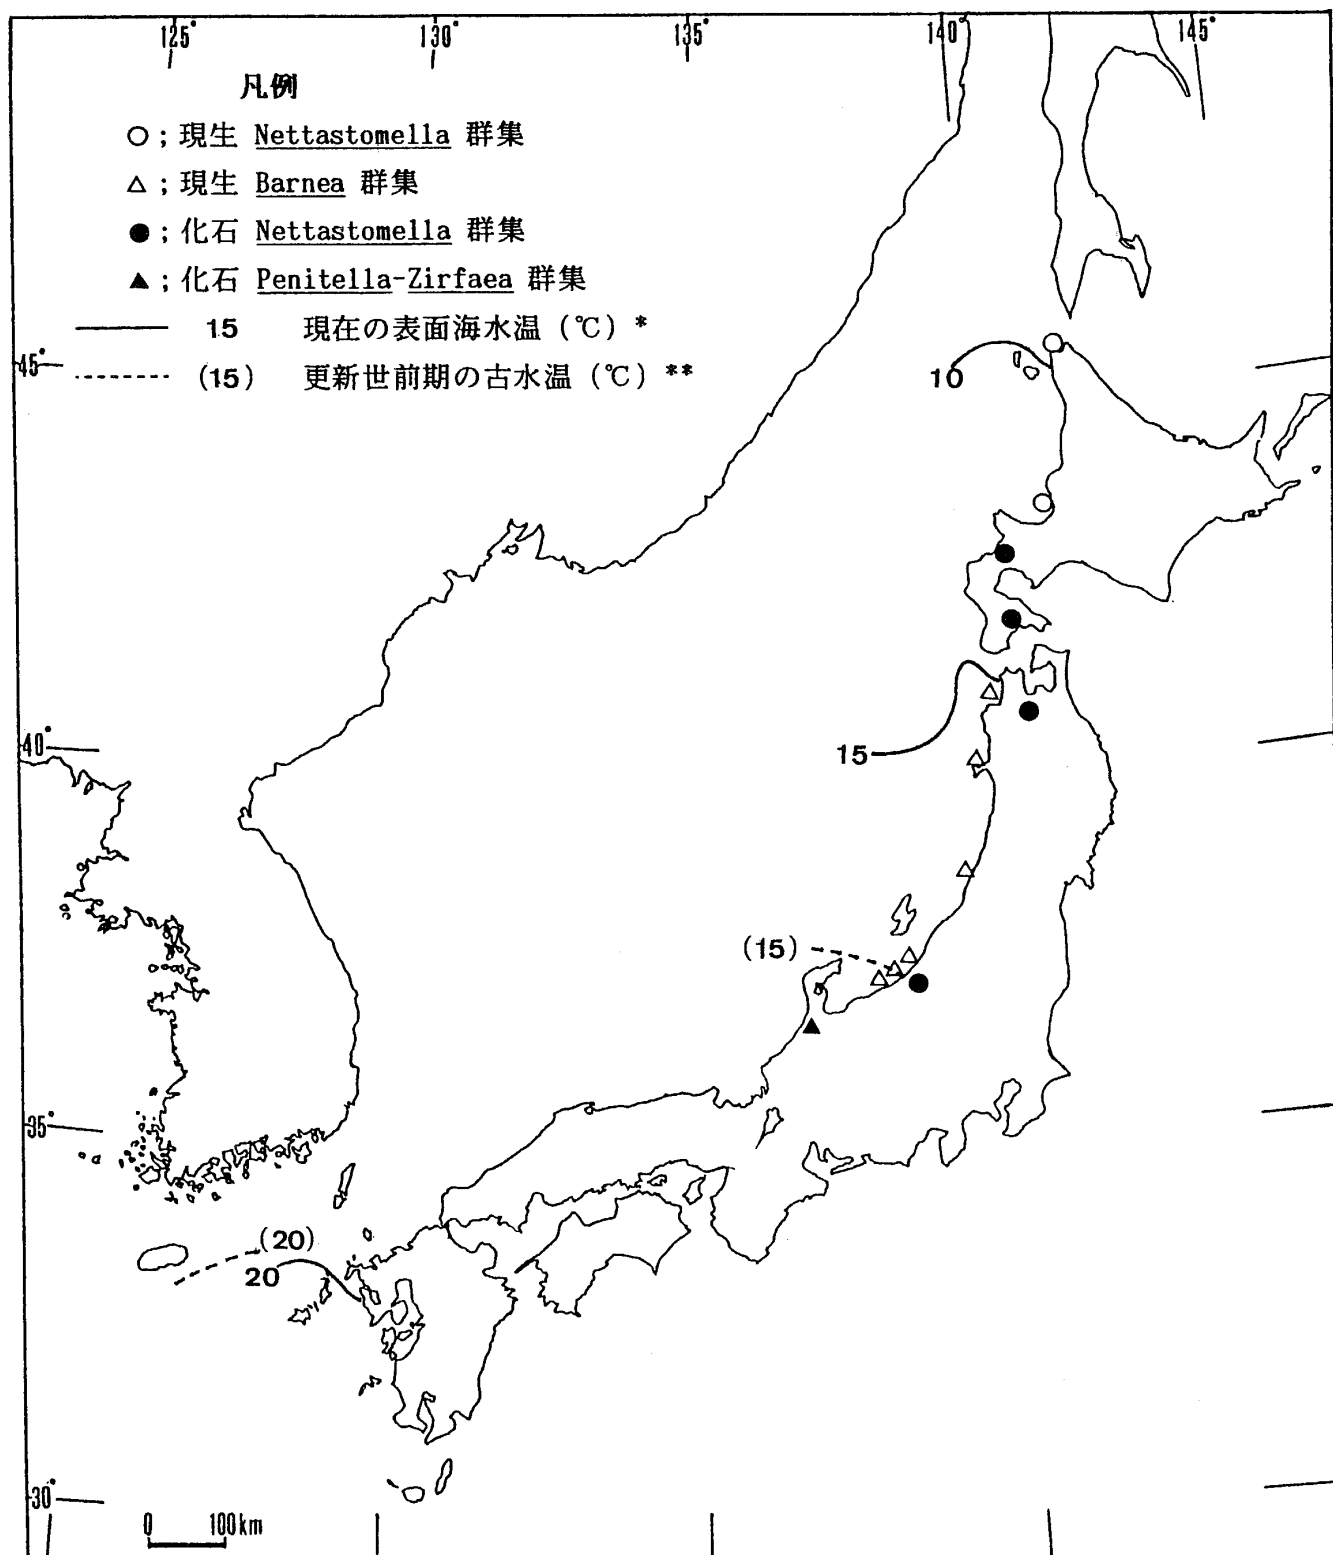 125° 130° 135° 140° 145°
凡例
○ ; 現生 Nettastomella 群集
△ ; 現生 Barnea 群集
● ; 化石 Nettastomella 群集
▲ ; 化石 Penitella-Zirfaea 群集
15 現在の表面海水温 (℃) *
(15) 更新世前期の古水温 (℃) **
45°
10
40°
15
(15)
35°
(20)
20
30°
0 100km